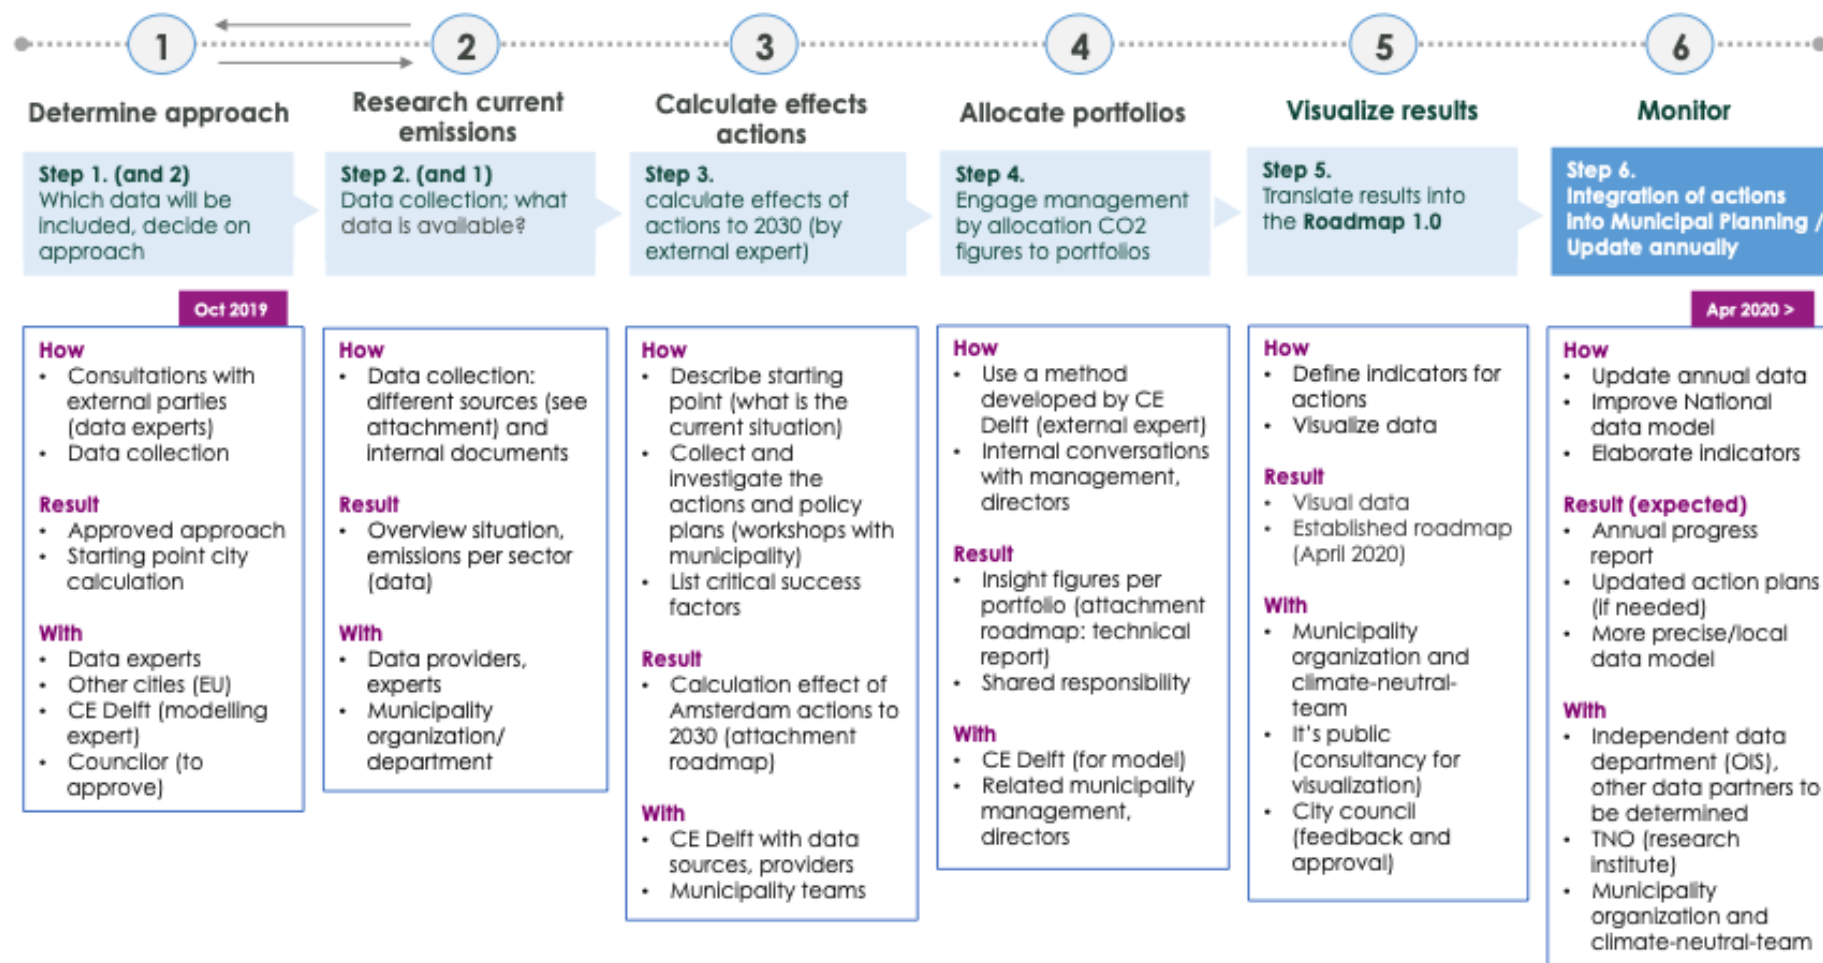 1
2
3
4
5
6
Determine approach
Research current
emissions
Calculate effects
actions
Allocate portfolios
Visualize results
Monitor
Step 1. (and 2)
Which data will be
included, decide on
approach
Step 2. (and 1)
Data collection; what
data is available?
Step 3.
calculate effects of
actions to 2030 (by
external expert)
Step 4.
Engage management
by allocation CO2
figures to portfolios
Step 5.
Translate results into
the Roadmap 1.0
Step 6.
Integration of actions
into Municipal Planning /
Update annually
Oct 2019
How
• Consultations with
external parties
(data experts)
• Data collection
Result
• Approved approach
• Starting point city
calculation
With
• Data experts
• Other cities (EU)
• CE Delft (modelling
expert)
• Councilor (to
approve)
How
• Data collection:
different sources (see
attachment) and
internal documents
Result
• Overview situation,
emissions per sector
(data)
With
• Data providers,
experts
• Municipality
organization/
department
How
• Describe starting
point (what is the
current situation)
• Collect and
investigate the
actions and policy
plans (workshops with
municipality)
• List critical success
factors
Result
• Calculation effect of
Amsterdam actions to
2030 (attachment
roadmap)
With
• CE Delft with data
sources, providers
• Municipality teams
How
• Use a method
developed by CE
Delft (external expert)
• Internal conversations
with management,
directors
Result
• Insight figures per
portfolio (attachment
roadmap: technical
report)
• Shared responsibility
With
• CE Delft (for model)
• Related municipality
management,
directors
How
• Define indicators for
actions
• Visualize data
Result
• Visual data
• Established roadmap
(April 2020)
With
• Municipality
organization and
climate-neutral-
team
• It's public
(consultancy for
visualization)
• City council
(feedback and
approval)
Apr 2020 >
How
• Update annual data
• Improve National
data model
• Elaborate indicators
Result (expected)
• Annual progress
report
• Updated action plans
(if needed)
• More precise/local
data model
With
• Independent data
department (OIS),
other data partners to
be determined
• TNO (research
institute)
• Municipality
organization and
climate-neutral-team